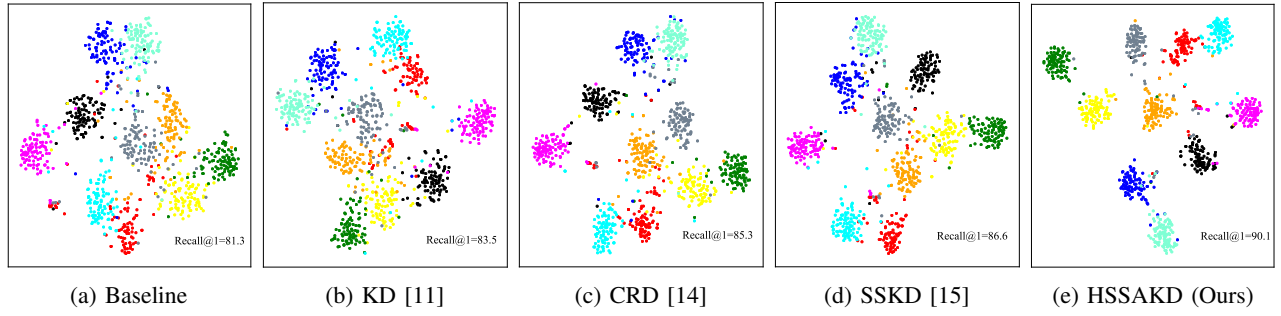 Recall@1=81.3
Recall@1=83.5
Recall@1=85.3
Recall@1=86.6
Recall@1=90.1
(a) Baseline
(b) KD [11]
(c) CRD [14]
(d) SSKD [15]
(e) HSSAKD (Ours)